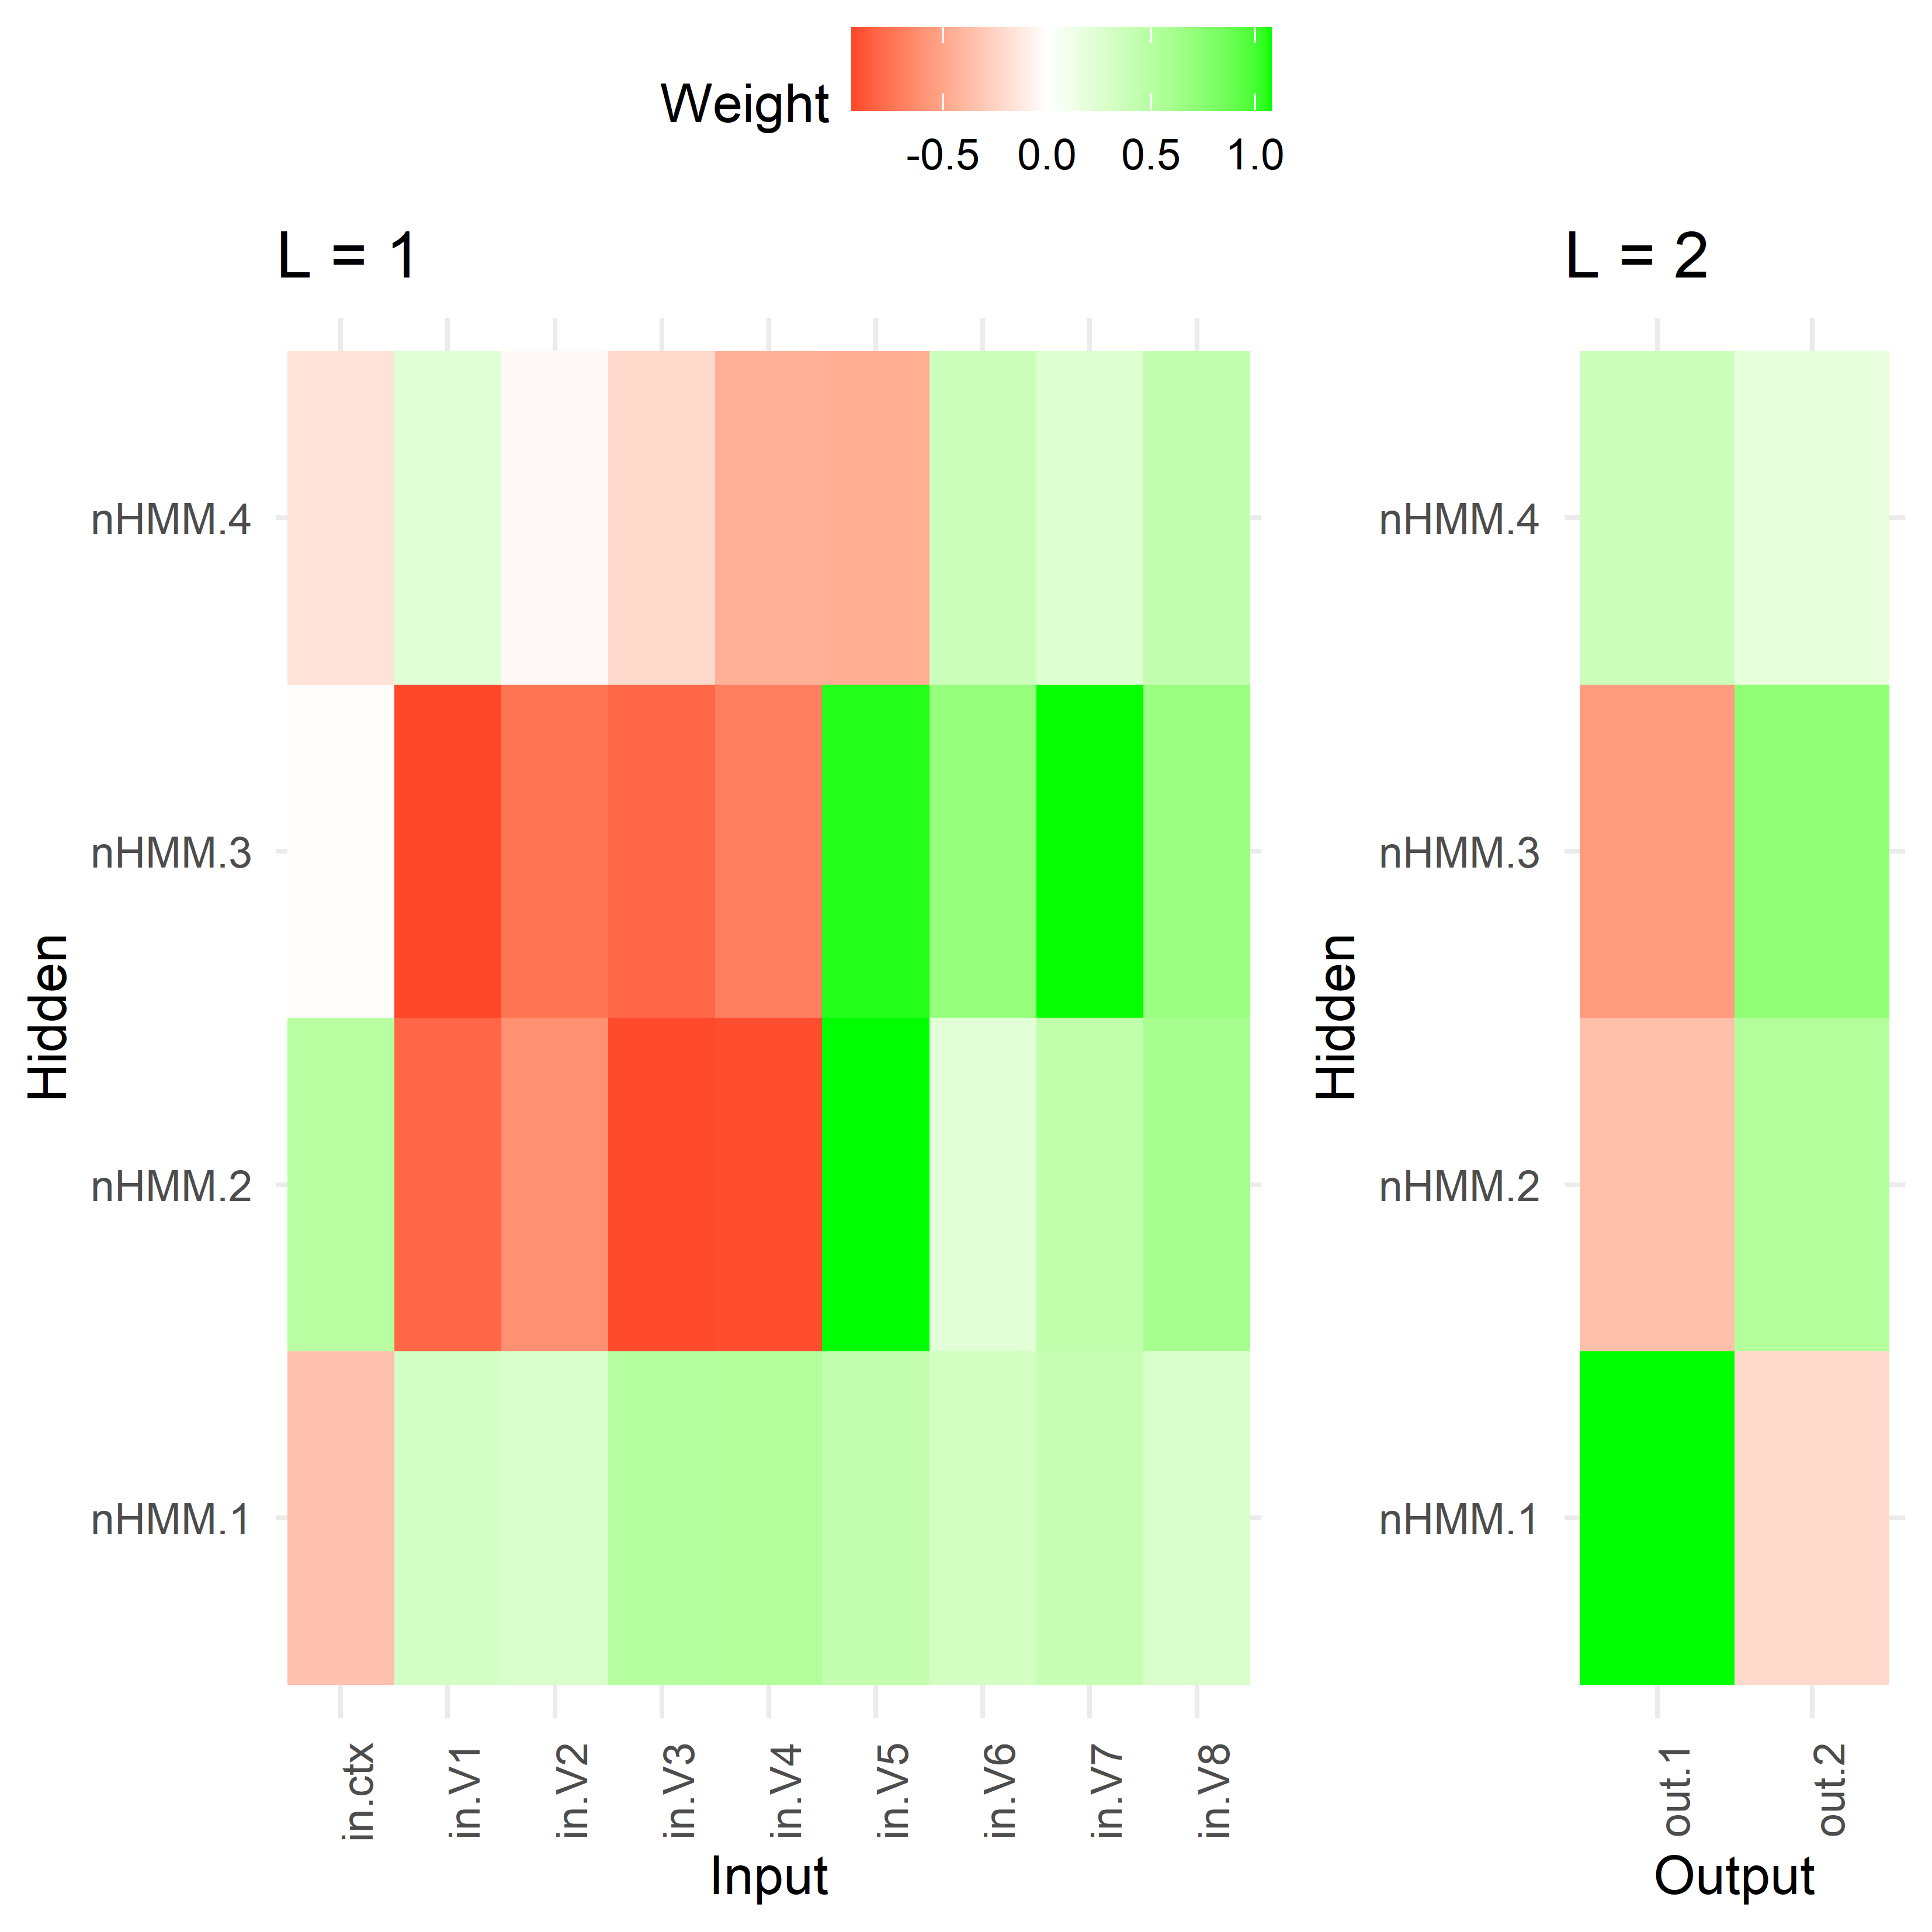 Weight
-0.5 0.0 0.5 1.0
L = 1
nHMM.4
nHMM.3
nHMM.2
nHMM.1
Hidden
in.ctx in.V1 in.V2 in.V3 in.V4 in.V5 in.V6 in.V7 in.V8
Input
L = 2
nHMM.4
nHMM.3
nHMM.2
nHMM.1
Hidden
out.1 out.2
Output